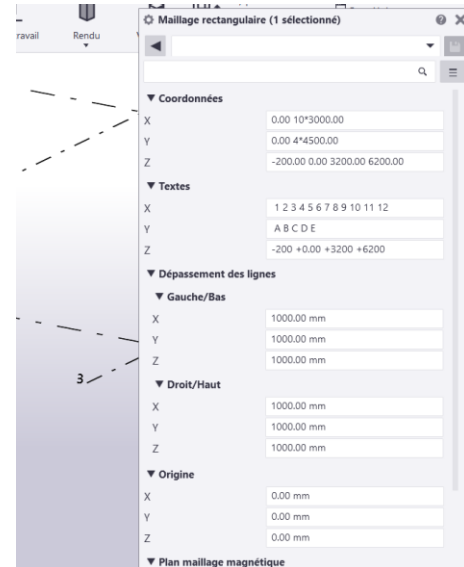 ravail
Rendu
Maillage rectangulaire (1 sélectionné)
Coordonnées
X 0.00 10*3000.00
Y 0.00 4*4500.00
Z -200.00 0.00 3200.00 6200.00
Textes
X 1 2 3 4 5 6 7 8 9 10 11 12
Y A B C D E
Z -200 +0.00 +3200 +6200
Dépassement des lignes
Gauche/Bas
X 1000.00 mm
Y 1000.00 mm
Z 1000.00 mm
3
Droit/Haut
X 1000.00 mm
Y 1000.00 mm
Z 1000.00 mm
Origine
X 0.00 mm
Y 0.00 mm
Z 0.00 mm
Plan maillage magnétique